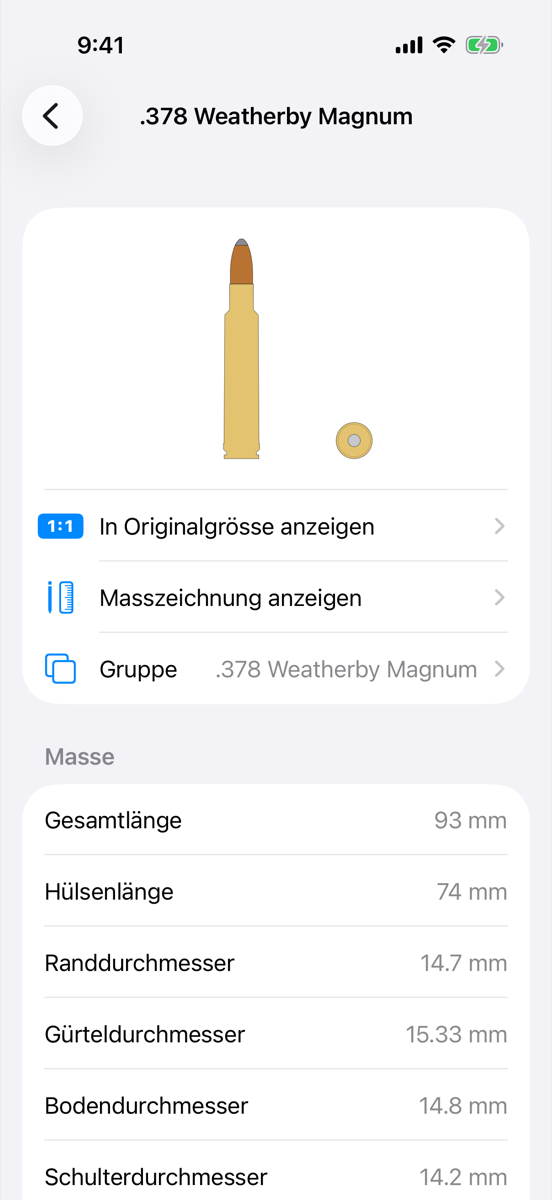 9:41
.378 Weatherby Magnum
1:1 In Originalgrösse anzeigen
Masszeichnung anzeigen
Gruppe .378 Weatherby Magnum
Masse
Gesamtlänge 93 mm
Hülsenlänge 74 mm
Randdurchmesser 14.7 mm
Gürteldurchmesser 15.33 mm
Bodendurchmesser 14.8 mm
Schulterdurchmesser 14.2 mm